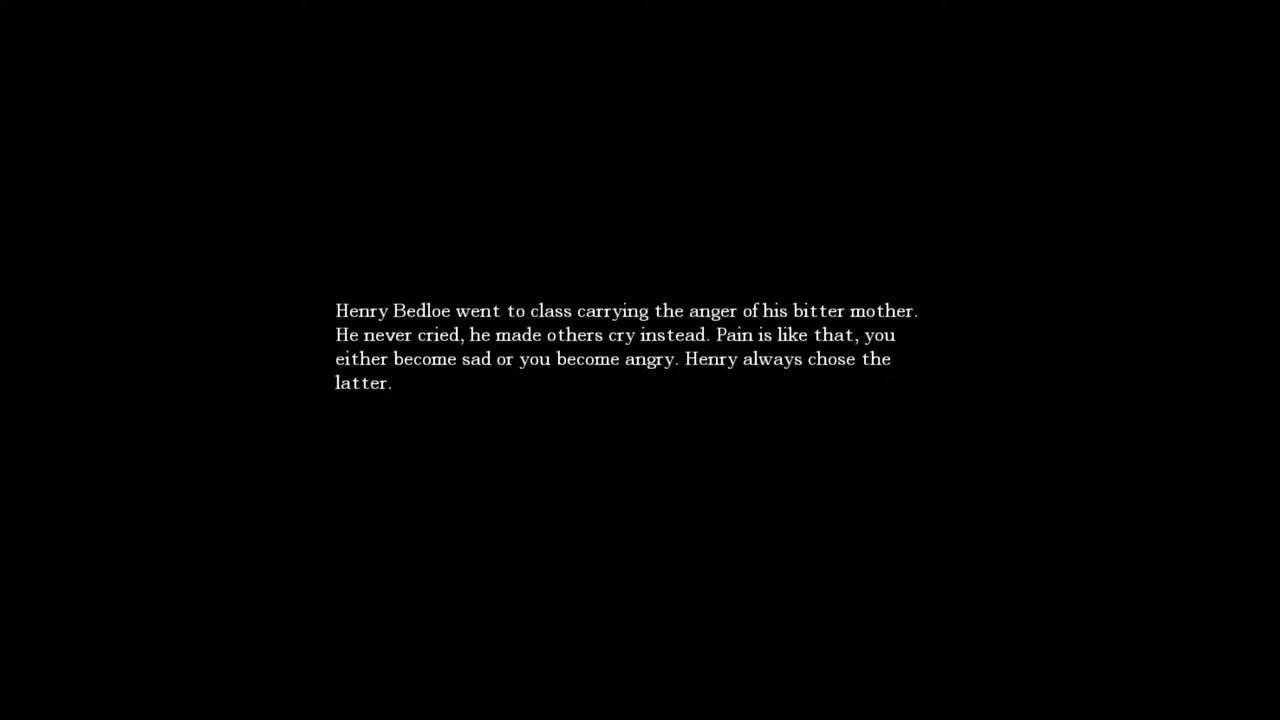 Henry Bedloe went to class carrying the anger of his bitter mother.
He never cried, he made others cry instead. Pain is like that, you
either become sad or you become angry. Henry always chose the
latter.